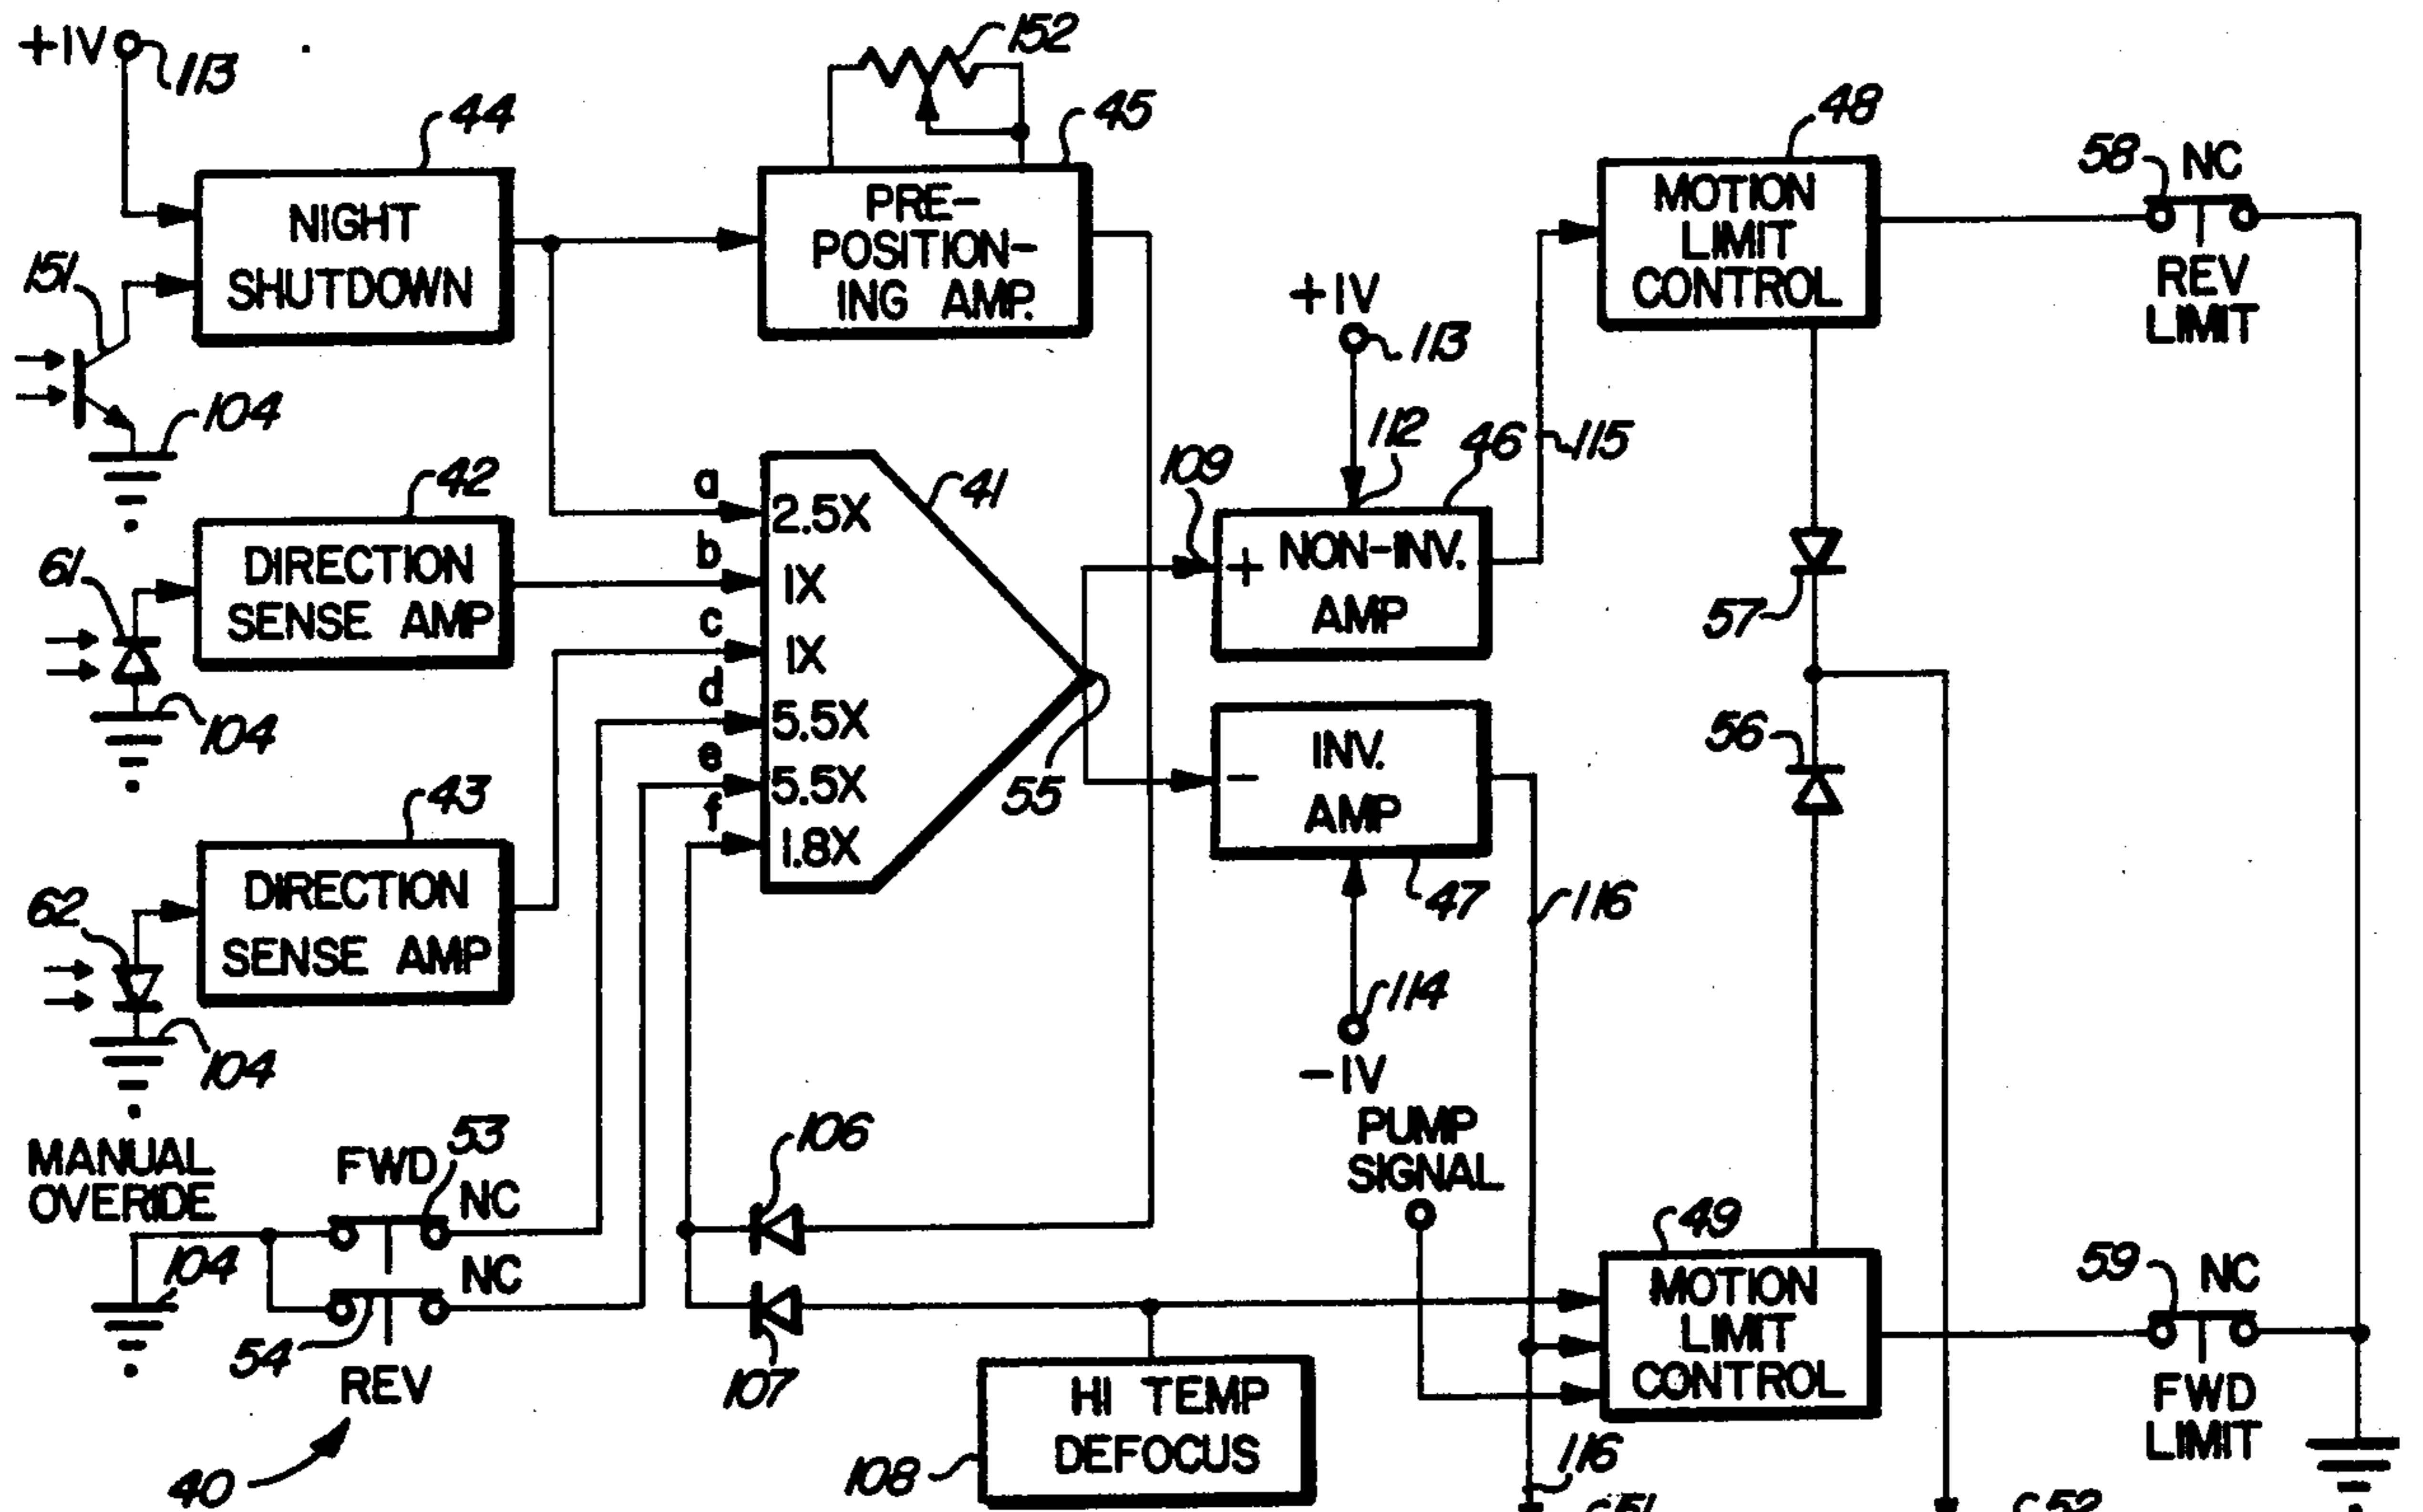 +1V
113
152
44
45
48
58
NC
NIGHT
SHUTDOWN
PRE-
POSITION-
ING AMP.
MOTION
LIMIT
CONTROL
REV
LIMIT
151
+1V
113
104
112
46
115
109
42
a
2.5X
41
61
DIRECTION
SENSE AMP
b
1X
+
NON-INV.
AMP
57
c
1X
104
d
5.5X
56
43
e
5.5X
55
-
INV.
AMP
f
1.8X
62
DIRECTION
SENSE AMP
47
116
114
-1V
104
PUMP
SIGNAL
MANUAL
OVERIDE
FWD
53
NC
106
49
104
NC
59
NC
54
REV
107
MOTION
LIMIT
CONTROL
FWD
LIMIT
HI TEMP
DEFOCUS
108
40
116
51
52